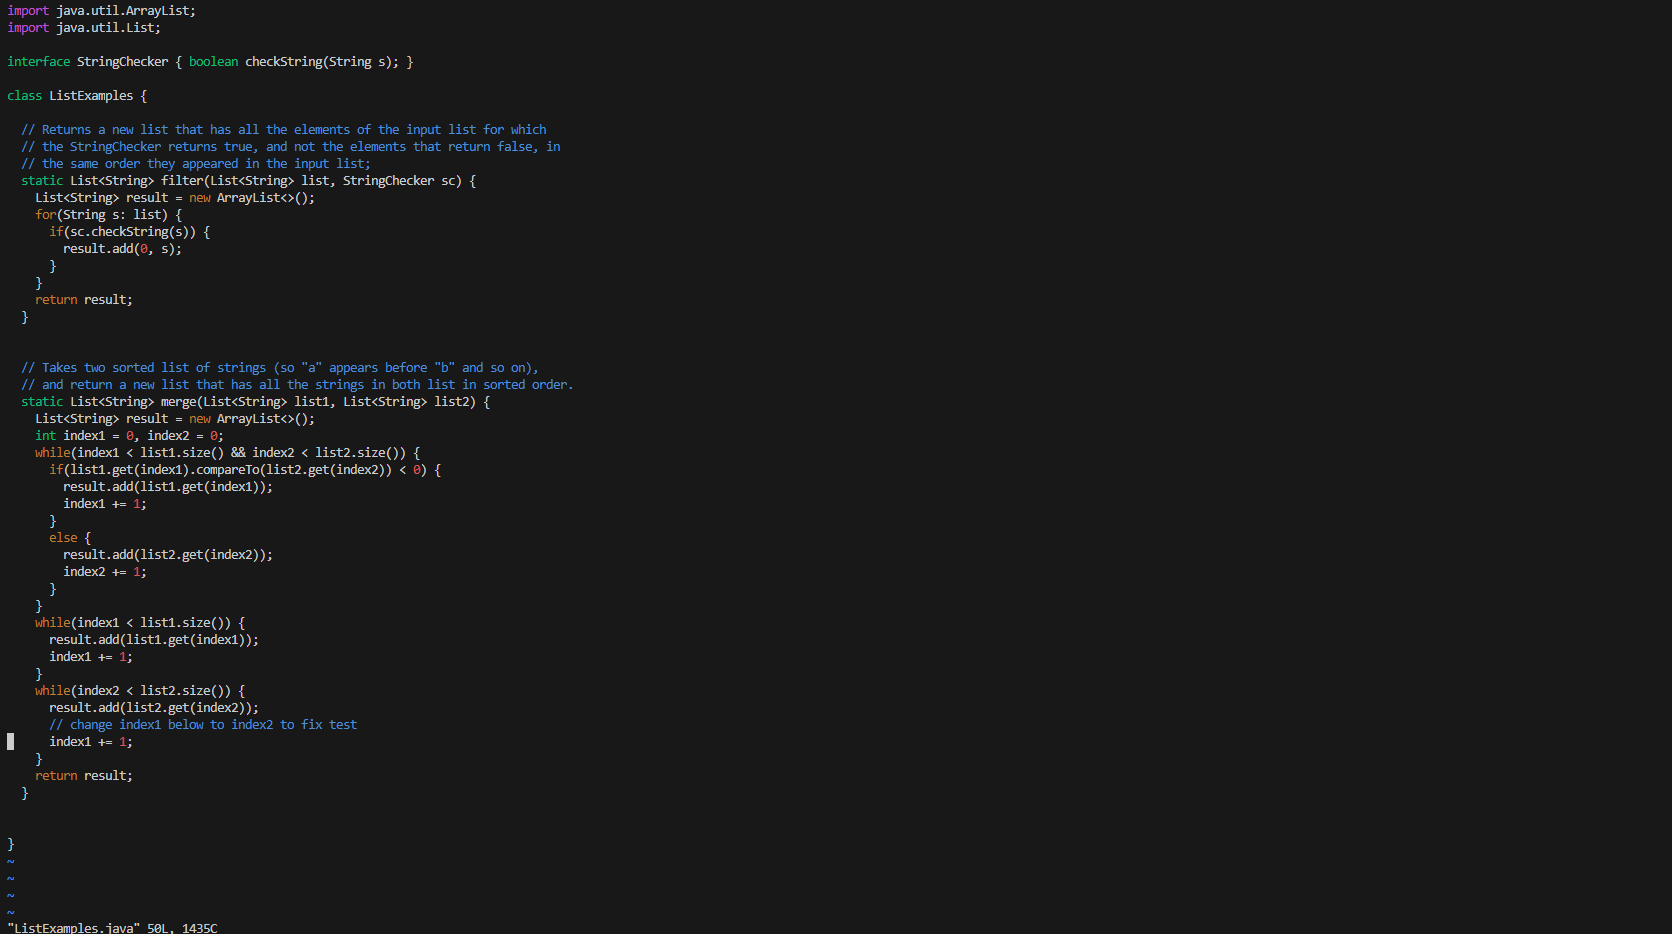 import java.util.ArrayList;
import java.util.List;

interface StringChecker { boolean checkString(String s); }

class ListExamples {

  // Returns a new list that has all the elements of the input list for which
  // the StringChecker returns true, and not the elements that return false, in
  // the same order they appeared in the input list;
  static List<String> filter(List<String> list, StringChecker sc) {
    List<String> result = new ArrayList<>();
    for(String s: list) {
      if(sc.checkString(s)) {
        result.add(0, s);
      }
    }
    return result;
  }


  // Takes two sorted list of strings (so "a" appears before "b" and so on),
  // and return a new list that has all the strings in both list in sorted order.
  static List<String> merge(List<String> list1, List<String> list2) {
    List<String> result = new ArrayList<>();
    int index1 = 0, index2 = 0;
    while(index1 < list1.size() && index2 < list2.size()) {
      if(list1.get(index1).compareTo(list2.get(index2)) < 0) {
        result.add(list1.get(index1));
        index1 += 1;
      }
      else {
        result.add(list2.get(index2));
        index2 += 1;
      }
    }
    while(index1 < list1.size()) {
      result.add(list1.get(index1));
      index1 += 1;
    }
    while(index2 < list2.size()) {
      result.add(list2.get(index2));
      // change index1 below to index2 to fix test
      index1 += 1;
    }
    return result;
  }


}
~
~
~
~
"ListExamples.java" 50L, 1435C